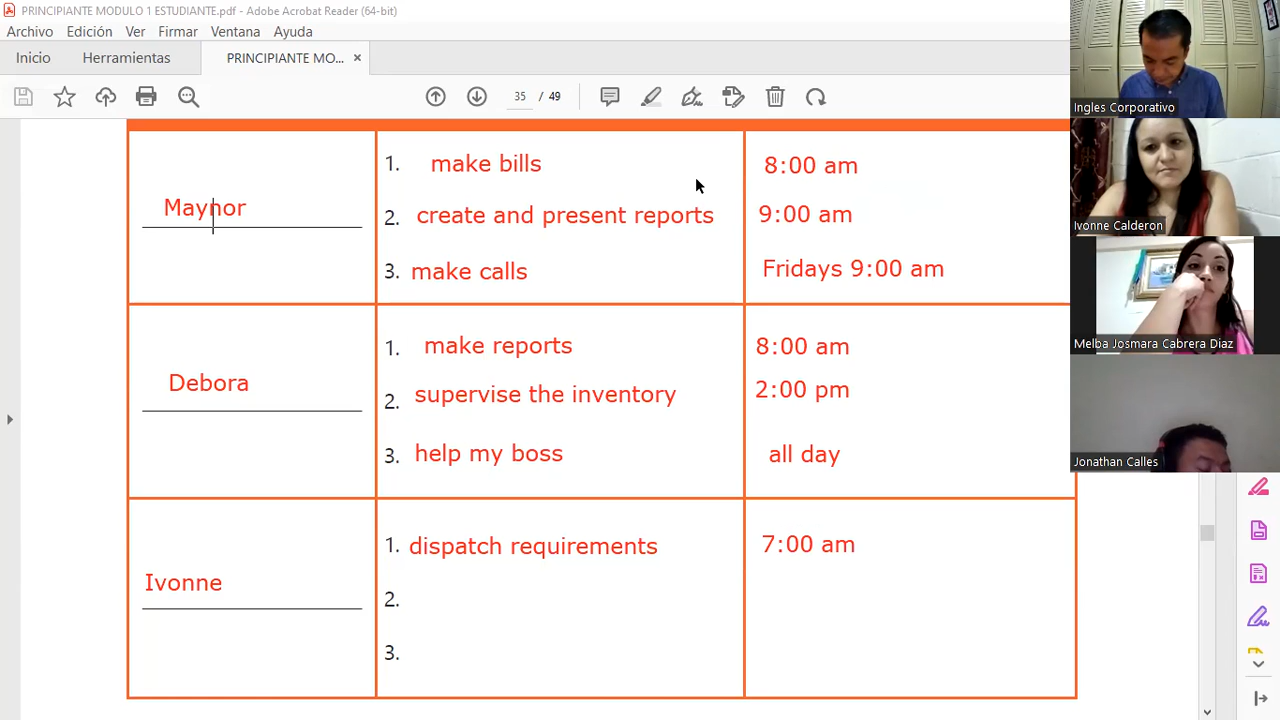 PRINCIPIANTE MODULO 1 ESTUDIANTE.pdf - Adobe Acrobat Reader (64-bit)
Archivo Edición Ver Firmar Ventana Ayuda
Inicio Herramientas PRINCIPIANTE MO... ×
35 / 49
Maynor
1. make bills 8:00 am
2. create and present reports 9:00 am
3. make calls Fridays 9:00 am
Debora
1. make reports 8:00 am
2. supervise the inventory 2:00 pm
3. help my boss all day
Ivonne
1. dispatch requirements 7:00 am
2.
3.
Ingles Corporativo
Ivonne Calderon
Melba Josmara Cabrera Diaz
Jonathan Calles